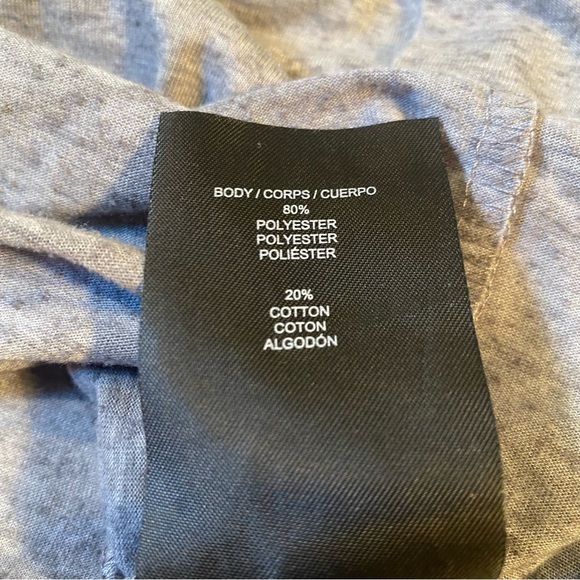 BODY / CORPS / CUERPO
80%
POLYESTER
POLYESTER
POLIÉSTER
20%
COTTON
COTON
ALGODÓN